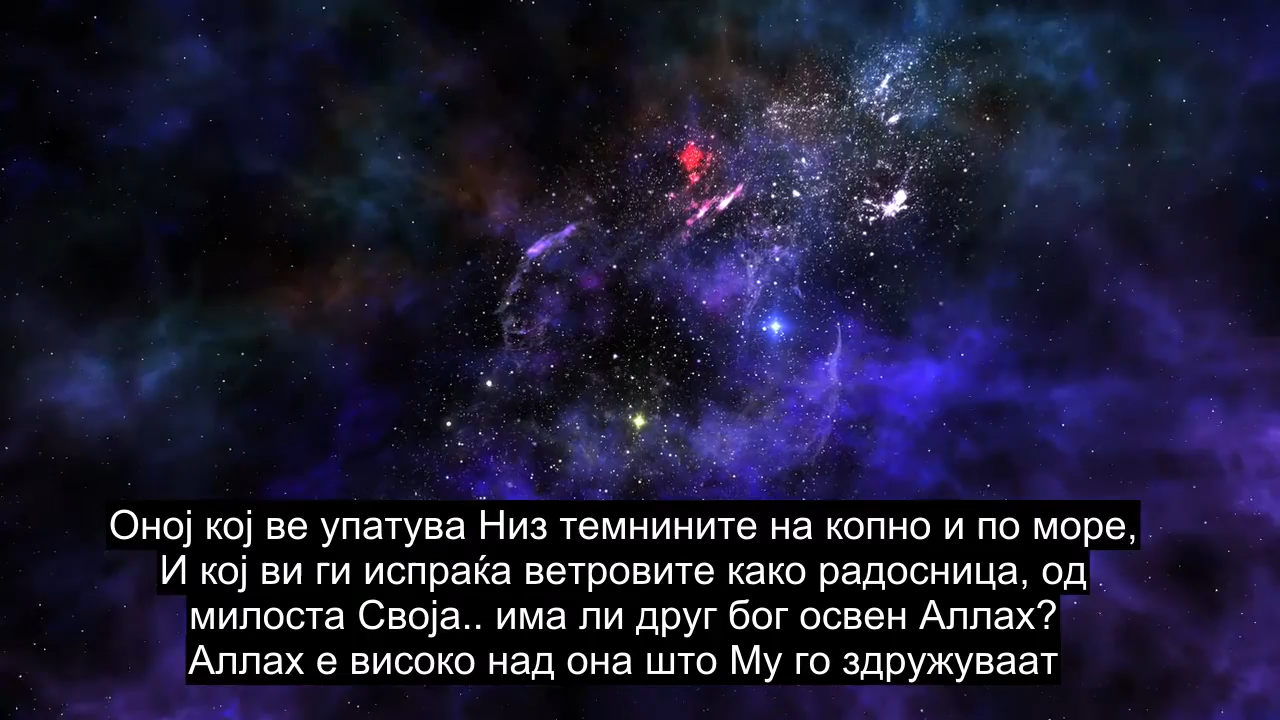 Оној кој ве упатува Низ темнините на копно и по море,
И кој ви ги испраќа ветровите како радосница, од
милоста Своја.. има ли друг бог освен Аллах?
Аллах е високо над она што Му го здружуваат